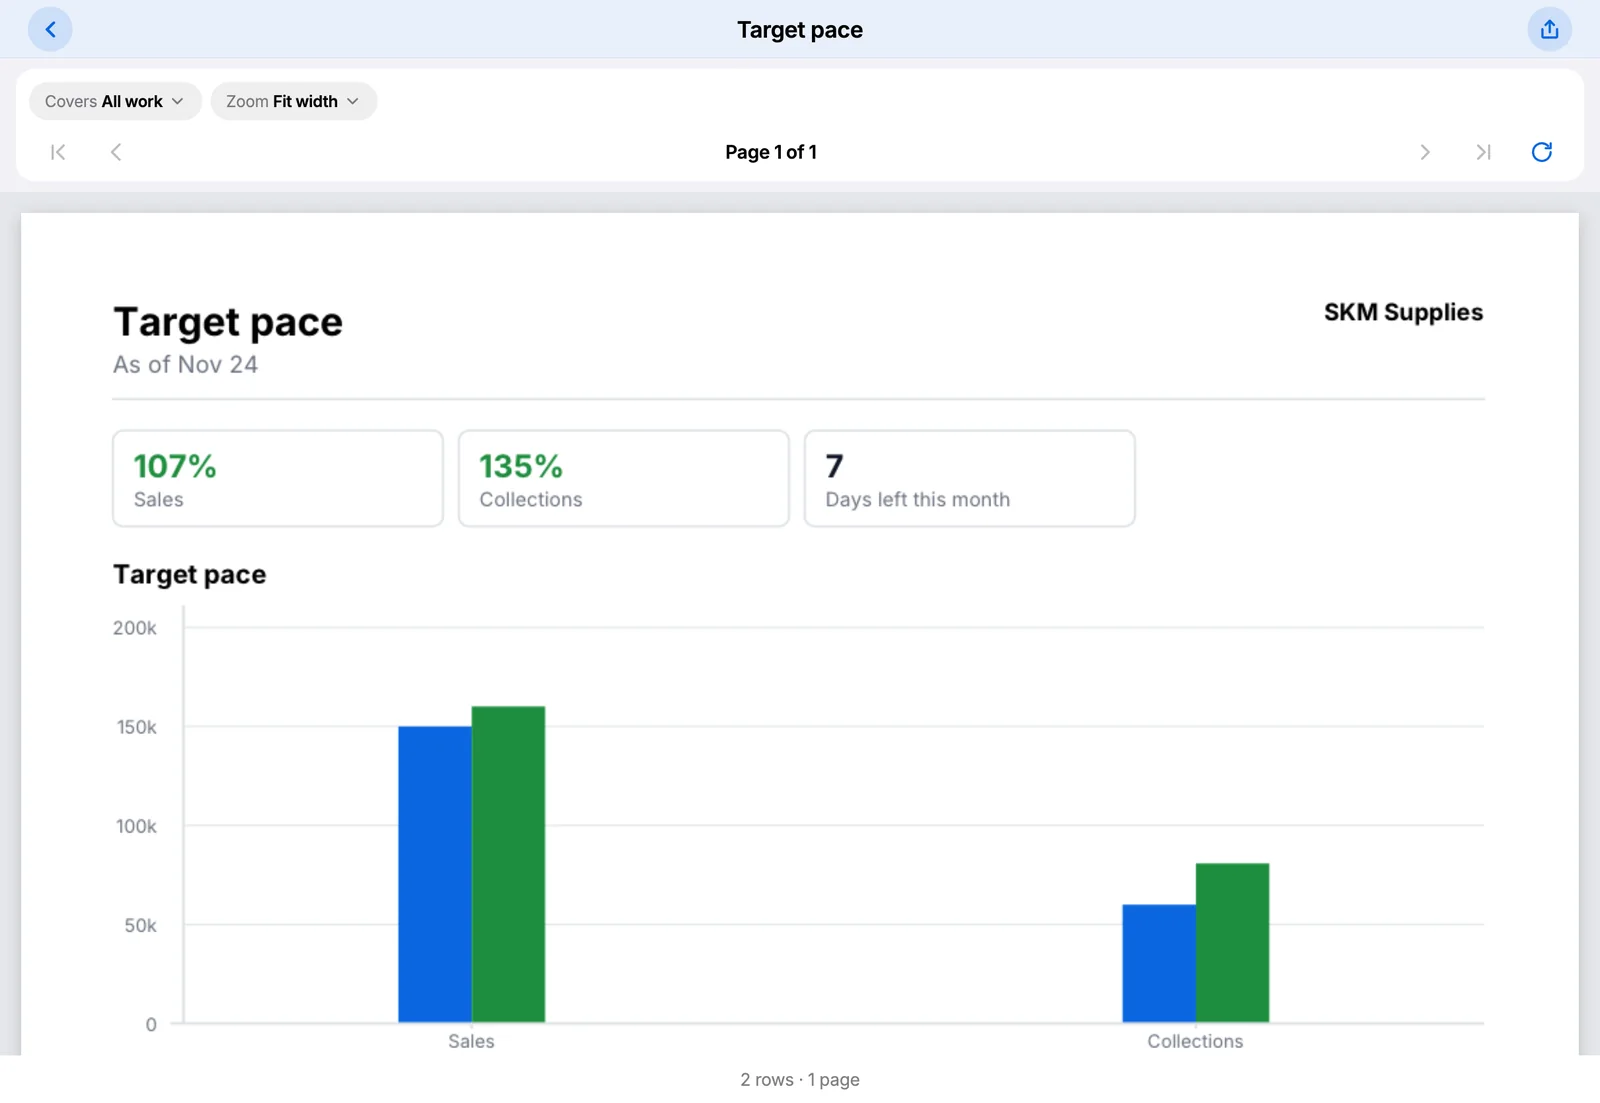 Target pace
Covers All work
Zoom Fit width
Page 1 of 1
Target pace
SKM Supplies
As of Nov 24
107%
Sales
135%
Collections
7
Days left this month
Target pace
200k
150k
100k
50k
0
Sales
Collections
2 rows · 1 page